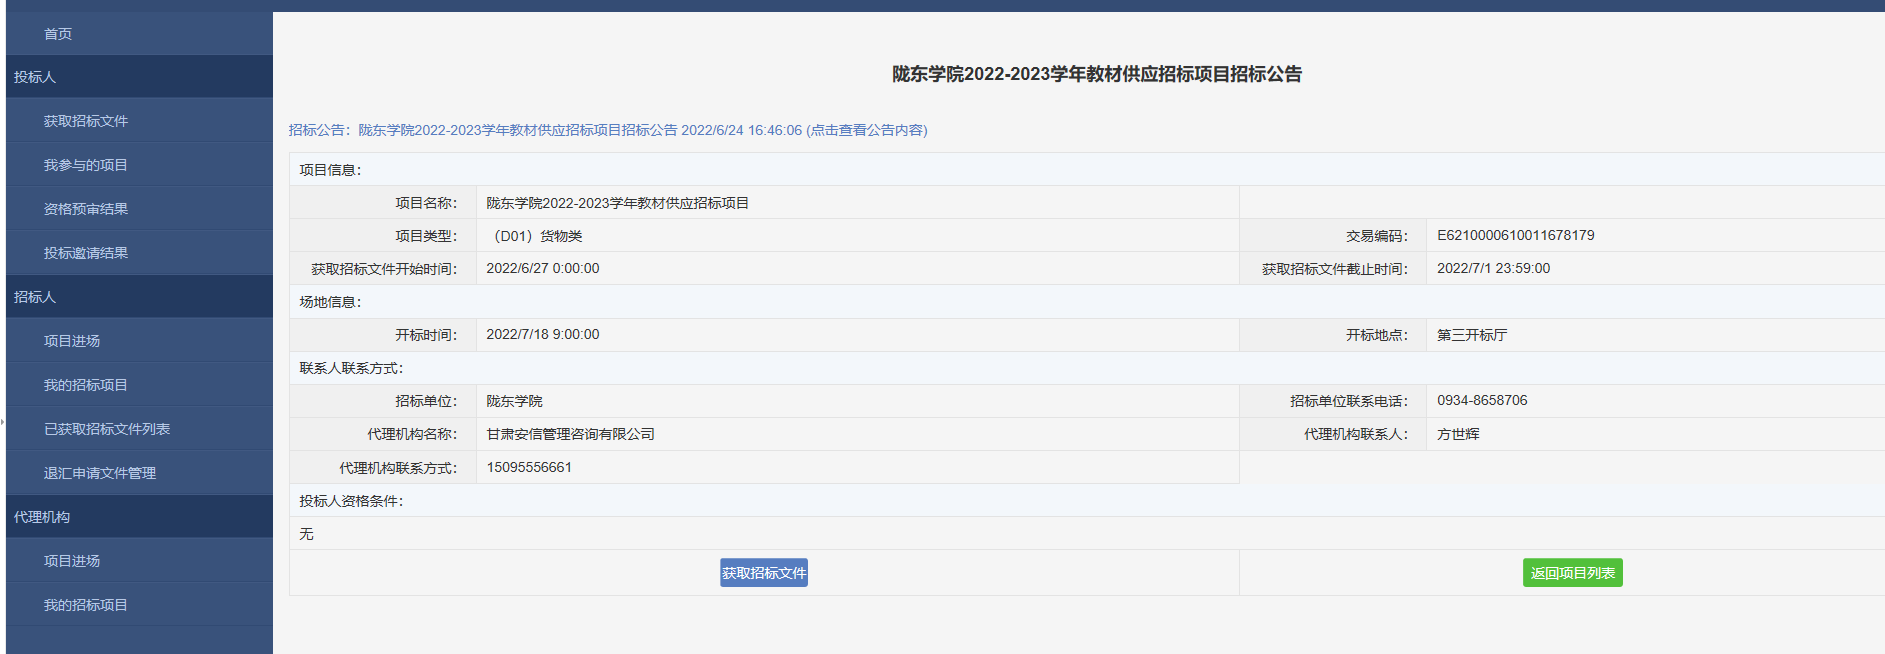 首页
投标人
获取招标文件
我参与的项目
资格预审结果
投标邀请结果
招标人
项目进场
我的招标项目
已获取招标文件列表
退汇申请文件管理
代理机构
项目进场
我的招标项目
陇东学院2022-2023学年教材供应招标项目招标公告
招标公告：陇东学院2022-2023学年教材供应招标项目招标公告 2022/6/24 16:46:06 (点击查看公告内容)
项目信息：
项目名称： 陇东学院2022-2023学年教材供应招标项目
项目类型： （D01）货物类 交易编码： E6210000610011678179
获取招标文件开始时间： 2022/6/27 0:00:00 获取招标文件截止时间： 2022/7/1 23:59:00
场地信息：
开标时间： 2022/7/18 9:00:00 开标地点： 第三开标厅
联系人联系方式：
招标单位： 陇东学院 招标单位联系电话： 0934-8658706
代理机构名称： 甘肃安信管理咨询有限公司 代理机构联系人： 方世辉
代理机构联系方式： 15095556661
投标人资格条件：
无
获取招标文件 返回项目列表